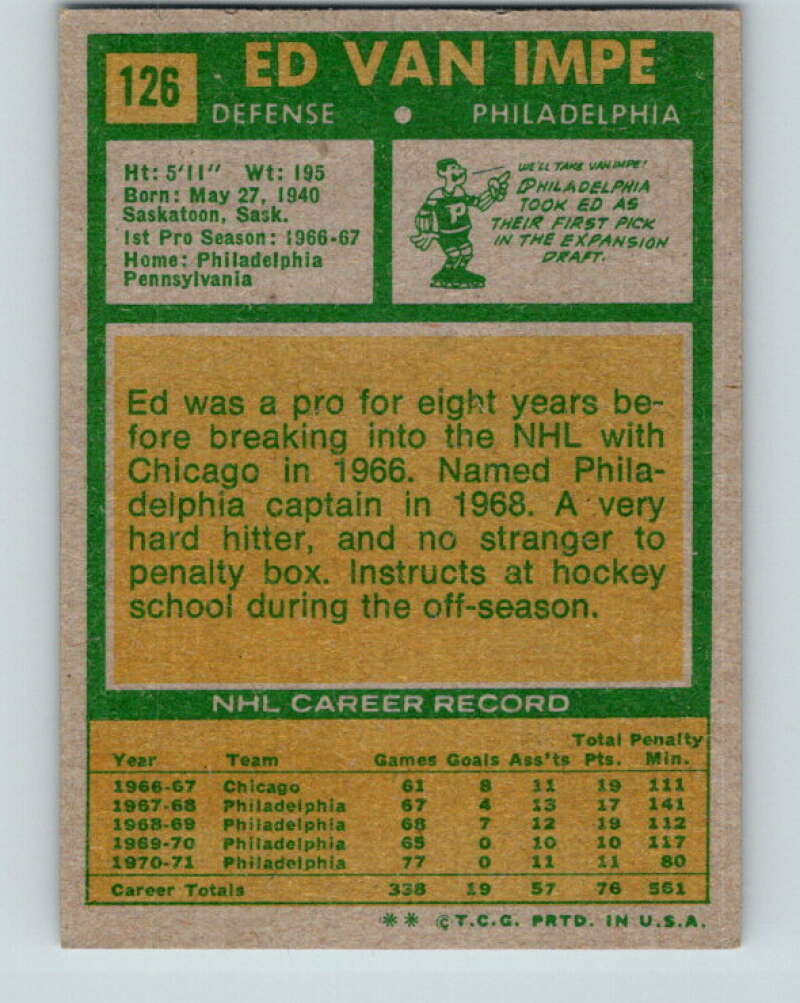 126
ED VAN IMPE
DEFENSE • PHILADELPHIA
Ht: 5'11" Wt: 195
Born: May 27, 1940
Saskatoon, Sask.
1st Pro Season: 1966-67
Home: Philadelphia
Pennsylvania
WE'LL TAKE VAN IMPE!
PHILADELPHIA
TOOK ED AS
THEIR FIRST PICK
IN THE EXPANSION
DRAFT.
P
Ed was a pro for eight years be-
fore breaking into the NHL with
Chicago in 1966. Named Phila-
delphia captain in 1968. A very
hard hitter, and no stranger to
penalty box. Instructs at hockey
school during the off-season.
NHL CAREER RECORD
Total Penalty
Year Team Games Goals Ass'ts Pts. Min.
1966-67 Chicago 61 8 11 19 111
1967-68 Philadelphia 67 4 13 17 141
1968-69 Philadelphia 68 7 12 19 112
1969-70 Philadelphia 65 0 10 10 117
1970-71 Philadelphia 77 0 11 11 80
Career Totals 338 19 57 76 561
** © T.C.G. PRTD. IN U.S.A.